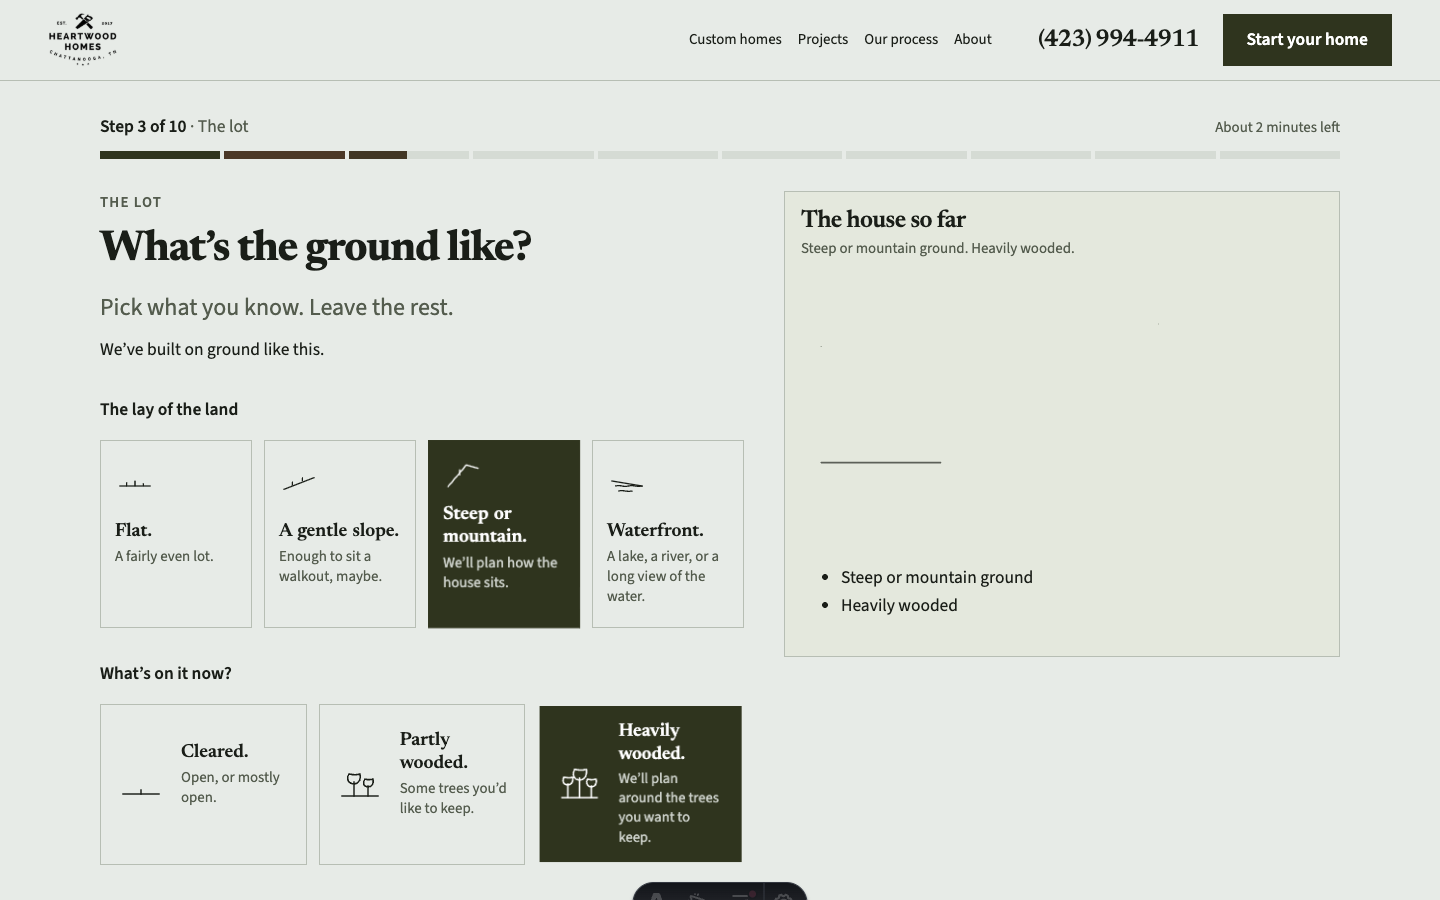 EST. 2017
HEARTWOOD
HOMES
CHATTANOOGA, TN
Custom homes Projects Our process About (423) 994-4911 Start your home
Step 3 of 10 · The lot
About 2 minutes left
THE LOT
What’s the ground like?
Pick what you know. Leave the rest.
We’ve built on ground like this.
The lay of the land
Flat.
A fairly even lot.
A gentle slope.
Enough to sit a
walkout, maybe.
Steep or
mountain.
We’ll plan how the
house sits.
Waterfront.
A lake, a river, or a
long view of the
water.
What’s on it now?
Cleared.
Open, or mostly
open.
Partly
wooded.
Some trees you’d
like to keep.
Heavily
wooded.
We’ll plan
around the trees
you want to
keep.
The house so far
Steep or mountain ground. Heavily wooded.
• Steep or mountain ground
• Heavily wooded